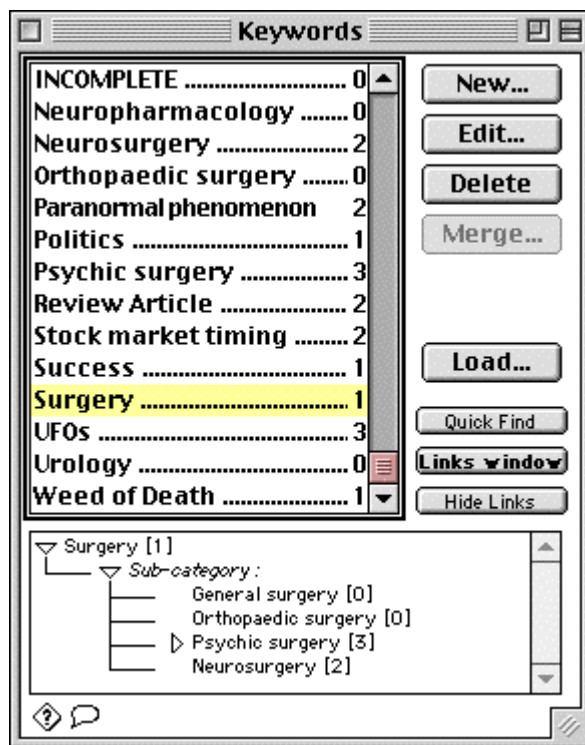 Keywords
INCOMPLETE .......................... 0
Neuropharmacology ........ 0
Neurosurgery ...................... 2
Orthopaedic surgery ........ 0
Paranormal phenomenon 2
Politics ................................... 1
Psychic surgery .................. 3
Review Article .................... 2
Stock market timing ........ 2
Success .................................. 1
Surgery .................................. 1
UFOs ........................................ 3
Urology .................................. 0
Weed of Death .................... 1
New...
Edit...
Delete
Merge...
Load...
Quick Find
Links window
Hide Links
Surgery [1]
Sub-category:
General surgery [0]
Orthopaedic surgery [0]
Psychic surgery [3]
Neurosurgery [2]
?